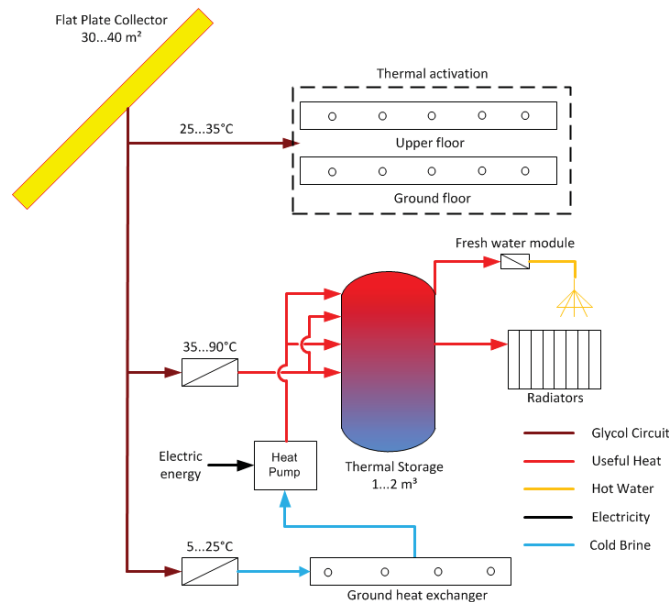 Flat Plate Collector
30...40 m²
Thermal activation
25...35°C
Upper floor
Ground floor
Fresh water module
35...90°C
Radiators
Electric
energy
Heat
Pump
Thermal Storage
1...2 m³
Glycol Circuit
Useful Heat
Hot Water
Electricity
Cold Brine
5...25°C
Ground heat exchanger